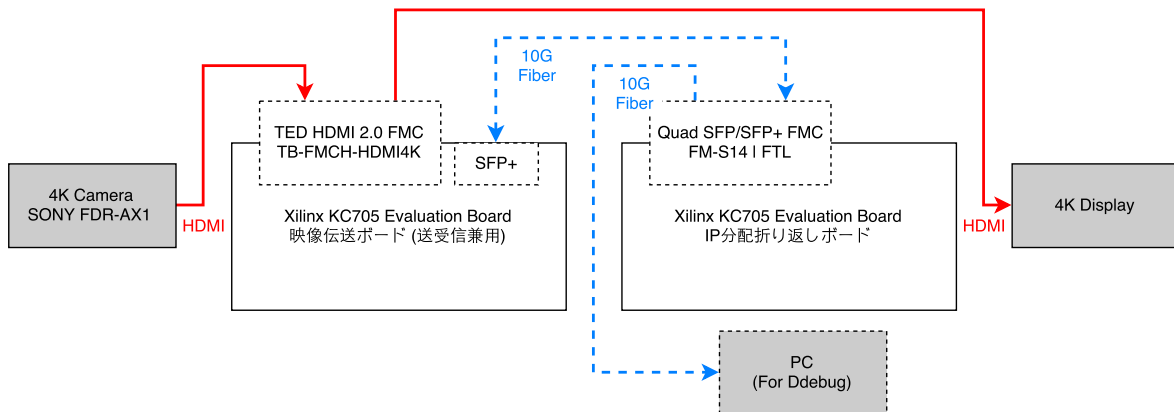 10G
Fiber
10G
Fiber
TED HDMI 2.0 FMC
TB-FMCH-HDMI4K
SFP+
Quad SFP/SFP+ FMC
FM-S14 | FTL
4K Camera
SONY FDR-AX1
HDMI
Xilinx KC705 Evaluation Board
映像伝送ボード (送受信兼用)
Xilinx KC705 Evaluation Board
IP分配折り返しボード
HDMI
4K Display
PC
(For Ddebug)